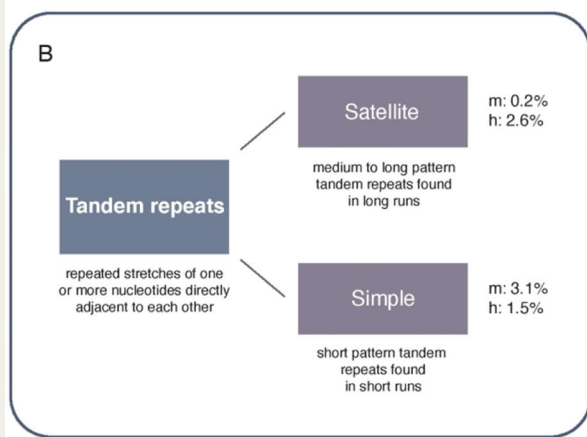 B
Satellite
m: 0.2%
h: 2.6%
medium to long pattern
tandem repeats found
in long runs
Tandem repeats
repeated stretches of one
or more nucleotides directly
adjacent to each other
Simple
m: 3.1%
h: 1.5%
short pattern tandem
repeats found
in short runs